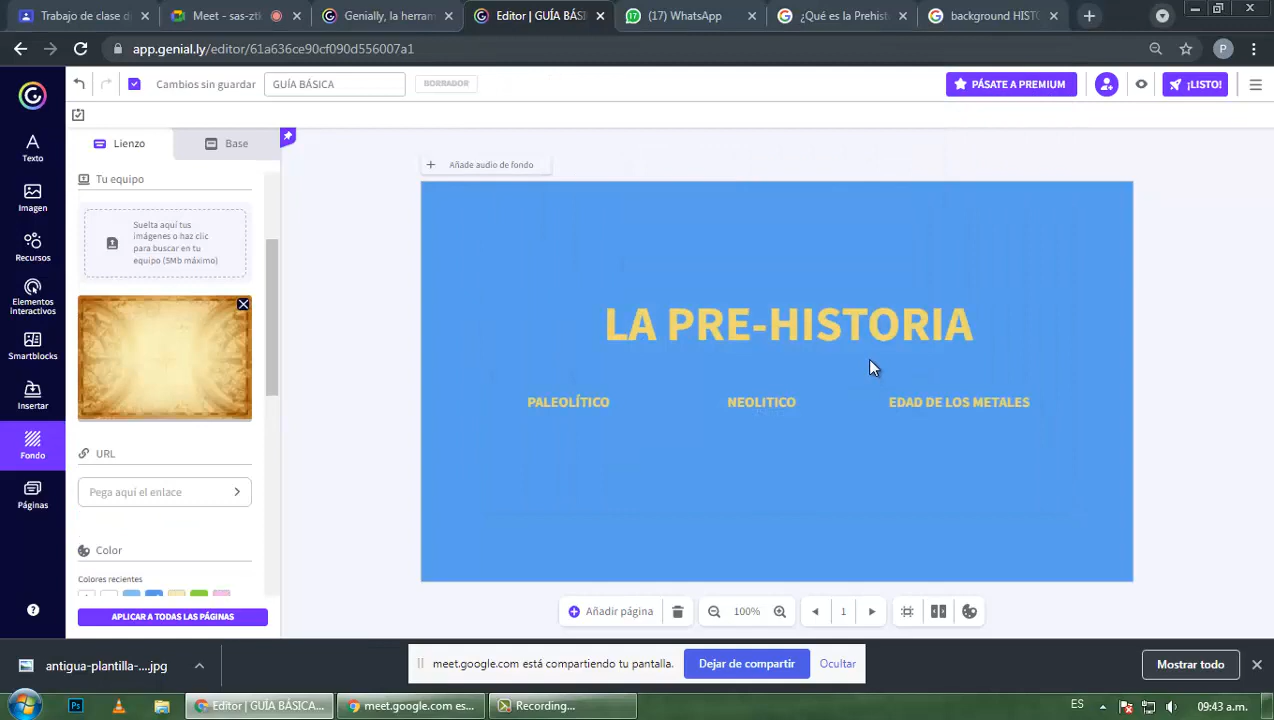 Trabajo de clase d
Meet - sas-zti
Genially, la herram
Editor | GUÍA BÁSI
(17) WhatsApp
¿Qué es la Prehist
background HISTO
app.genial.ly/editor/61a636ce90cf090d556007a1
P
Cambios sin guardar
GUÍA BÁSICA
BORRADOR
PÁSATE A PREMIUM
¡LISTO!
Lienzo
Base
Texto
Imagen
Recursos
Elementos
interactivos
Smartblocks
Insertar
Fondo
Páginas
Tu equipo
Suelta aquí tus
imágenes o haz clic
para buscar en tu
equipo (5Mb máximo)
URL
Pega aquí el enlace
Color
Colores recientes
APLICAR A TODAS LAS PÁGINAS
Añade audio de fondo
LA PRE-HISTORIA
PALEOLÍTICO
NEOLITICO
EDAD DE LOS METALES
Añadir página
100%
1
antigua-plantilla-....jpg
meet.google.com está compartiendo tu pantalla.
Dejar de compartir
Ocultar
Mostrar todo
Ps
Editor | GUÍA BÁSICA...
meet.google.com es...
Recording...
ES
09:43 a.m.